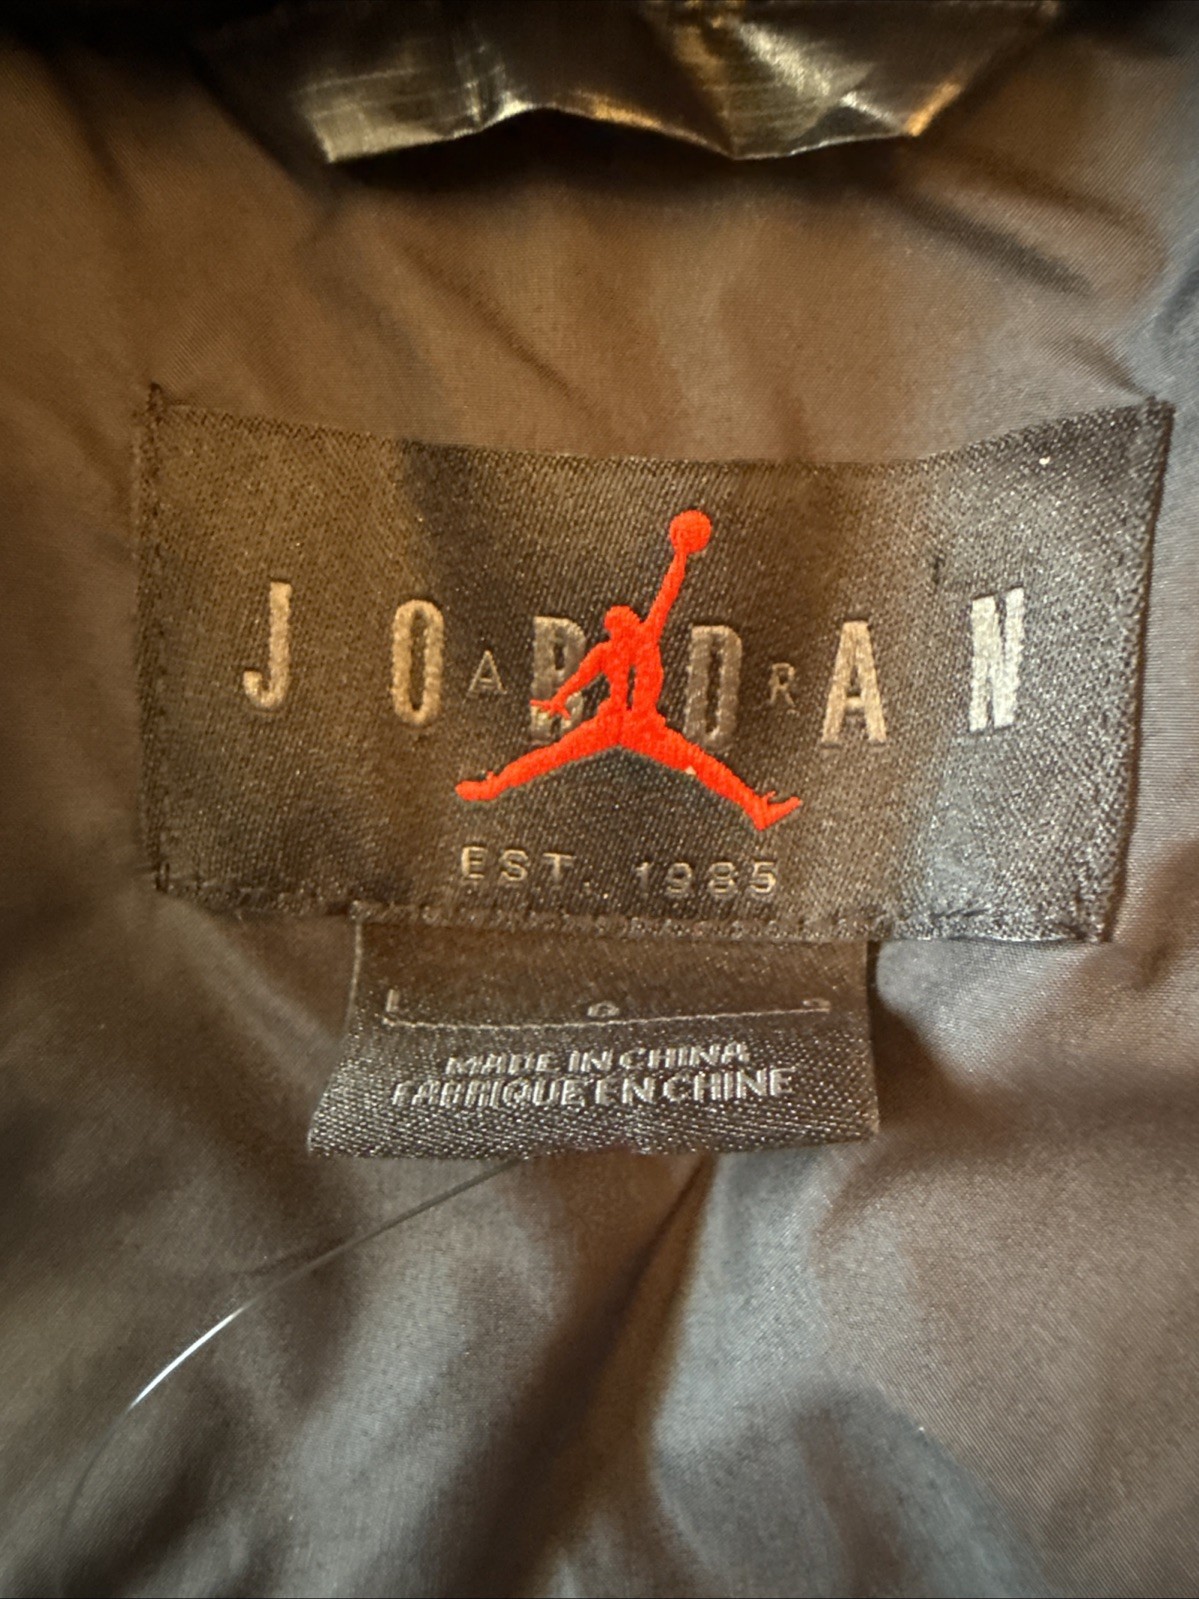 JORDAN
AIR
EST. 1985
L G
MADE IN CHINA
FABRIQUE EN CHINE